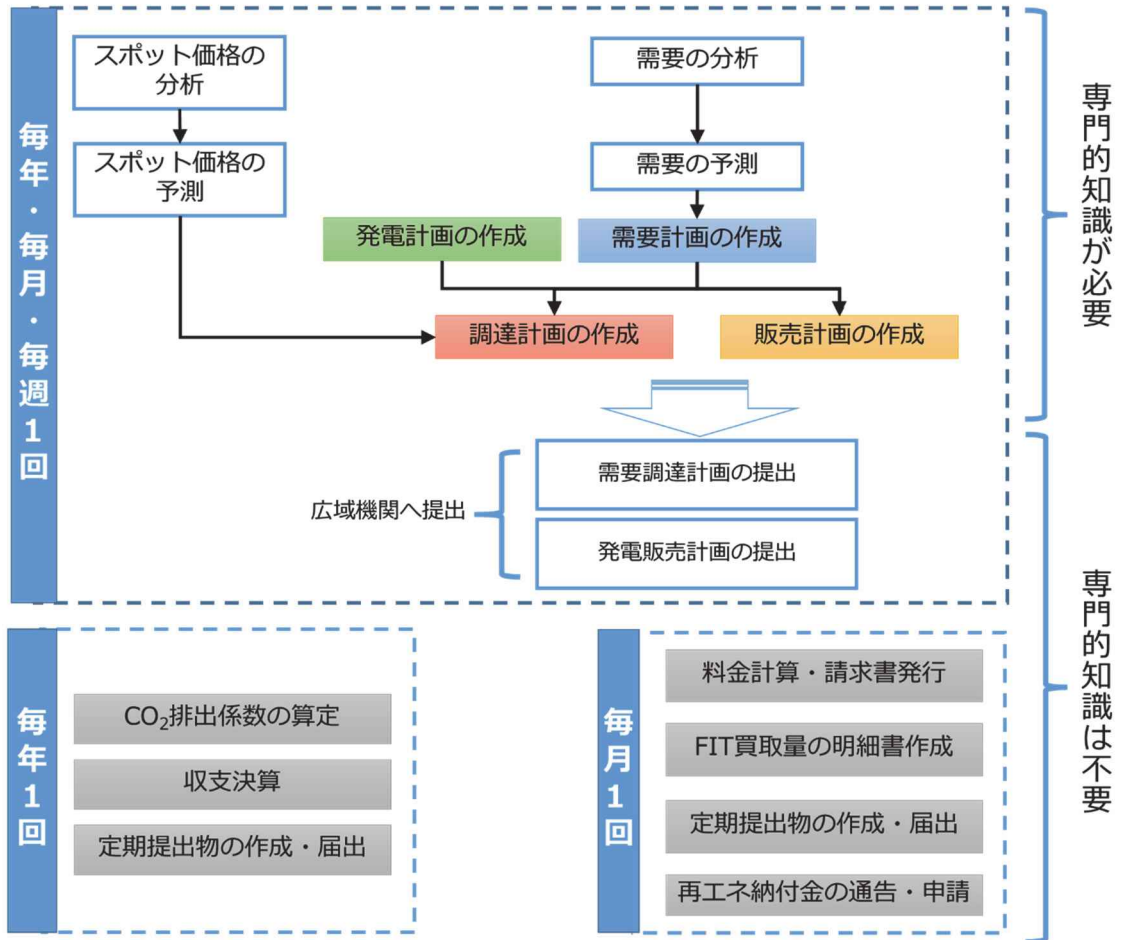 毎年・毎月・毎週1回
スポット価格の
分析
スポット価格の
予測
需要の分析
需要の予測
発電計画の作成
需要計画の作成
調達計画の作成
販売計画の作成
広域機関へ提出
需要調達計画の提出
発電販売計画の提出
専門的知識が必要
毎年1回
CO₂排出係数の算定
収支決算
定期提出物の作成・届出
毎月1回
料金計算・請求書発行
FIT買取量の明細書作成
定期提出物の作成・届出
再エネ納付金の通告・申請
専門的知識は不要